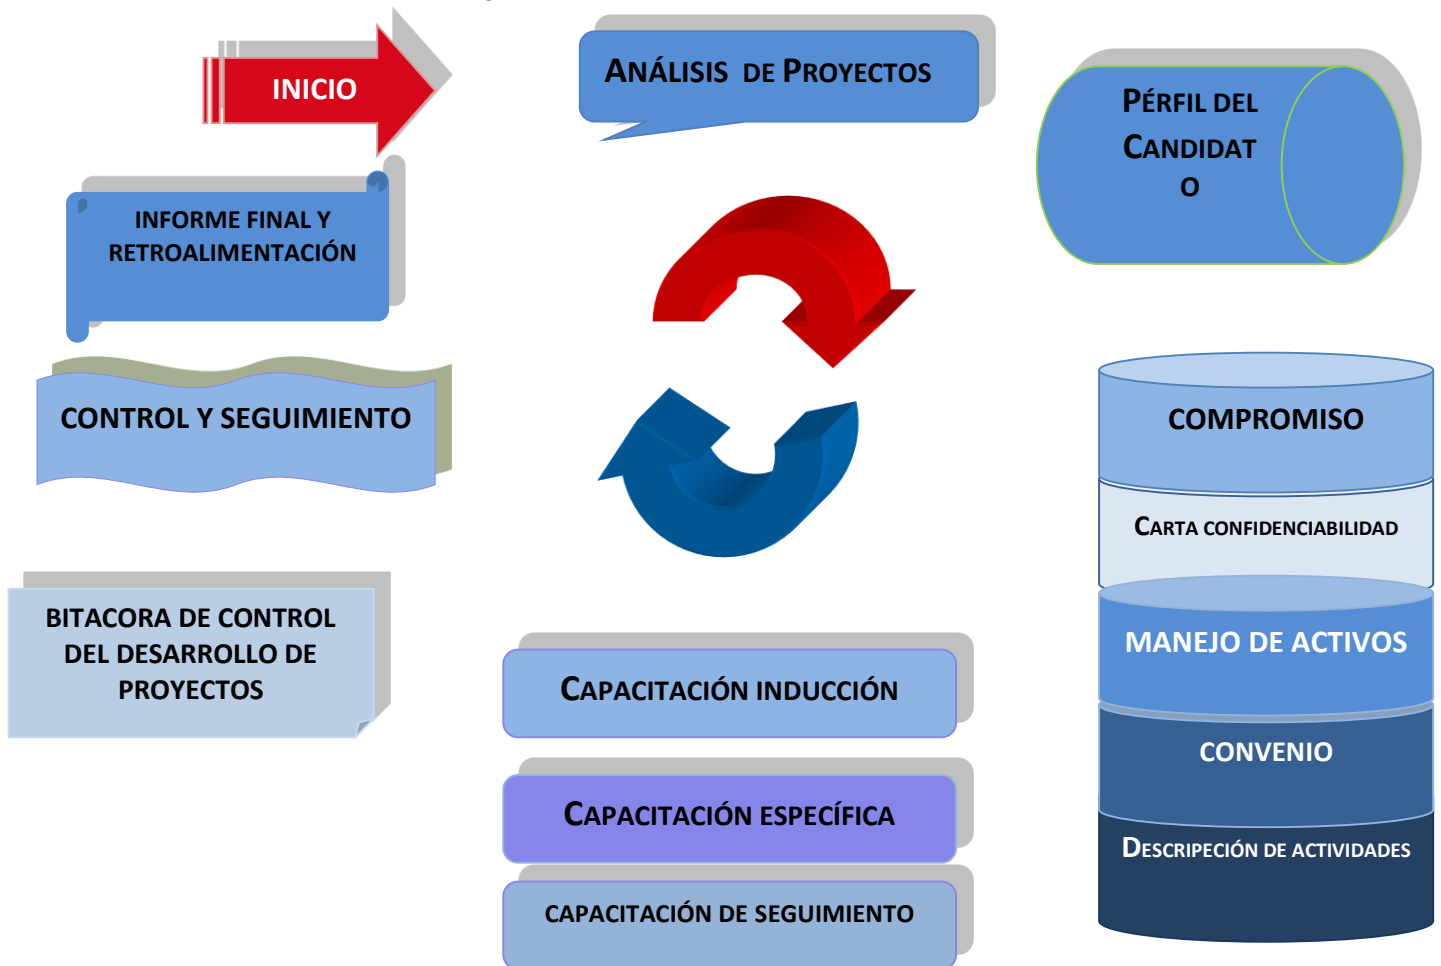 INICIO
ANÁLISIS DE PROYECTOS
PÉRFIL DEL
CANDIDAT
O
INFORME FINAL Y
RETROALIMENTACIÓN
CONTROL Y SEGUIMIENTO
COMPROMISO
CARTA CONFIDENCIABILIDAD
BITACORA DE CONTROL
DEL DESARROLLO DE
PROYECTOS
MANEJO DE ACTIVOS
CAPACITACIÓN INDUCCIÓN
CONVENIO
CAPACITACIÓN ESPECÍFICA
DESCRIPECIÓN DE ACTIVIDADES
CAPACITACIÓN DE SEGUIMIENTO